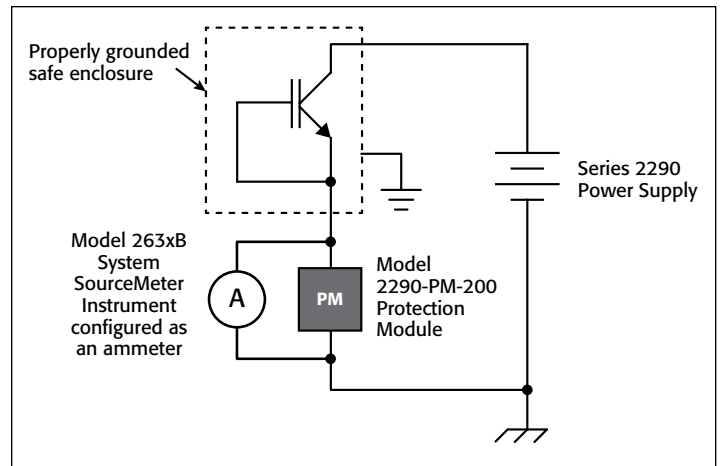 Properly grounded
safe enclosure
Series 2290
Power Supply
Model 263xB
System
SourceMeter
Instrument
configured as
an ammeter
A
PM
Model
2290-PM-200
Protection
Module